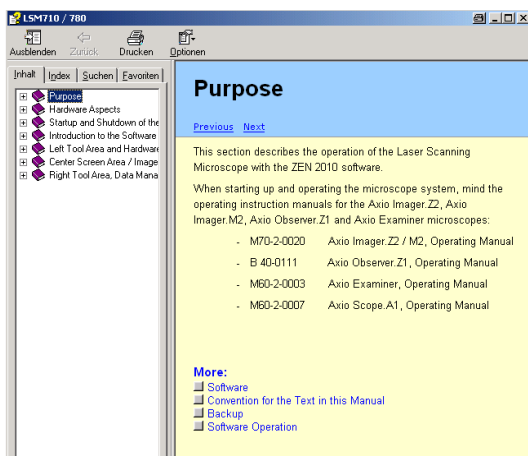 LSM710 / 780
Ausblenden Zurück Drucken Optionen
Inhalt Index Suchen Favoriten
Purpose
Hardware Aspects
Startup and Shutdown of the
Introduction to the Software
Left Tool Area and Hardware
Center Screen Area / Image
Right Tool Area, Data Mana
Purpose
Previous Next
This section describes the operation of the Laser Scanning
Microscope with the ZEN 2010 software.
When starting up and operating the microscope system, mind the
operating instruction manuals for the Axio Imager.Z2, Axio
Imager.M2, Axio Observer.Z1 and Axio Examiner microscopes:
- M70-2-0020 Axio Imager.Z2 / M2, Operating Manual
- B 40-0111 Axio Observer.Z1, Operating Manual
- M60-2-0003 Axio Examiner, Operating Manual
- M60-2-0007 Axio Scope.A1, Operating Manual
More:
Software
Convention for the Text in this Manual
Backup
Software Operation